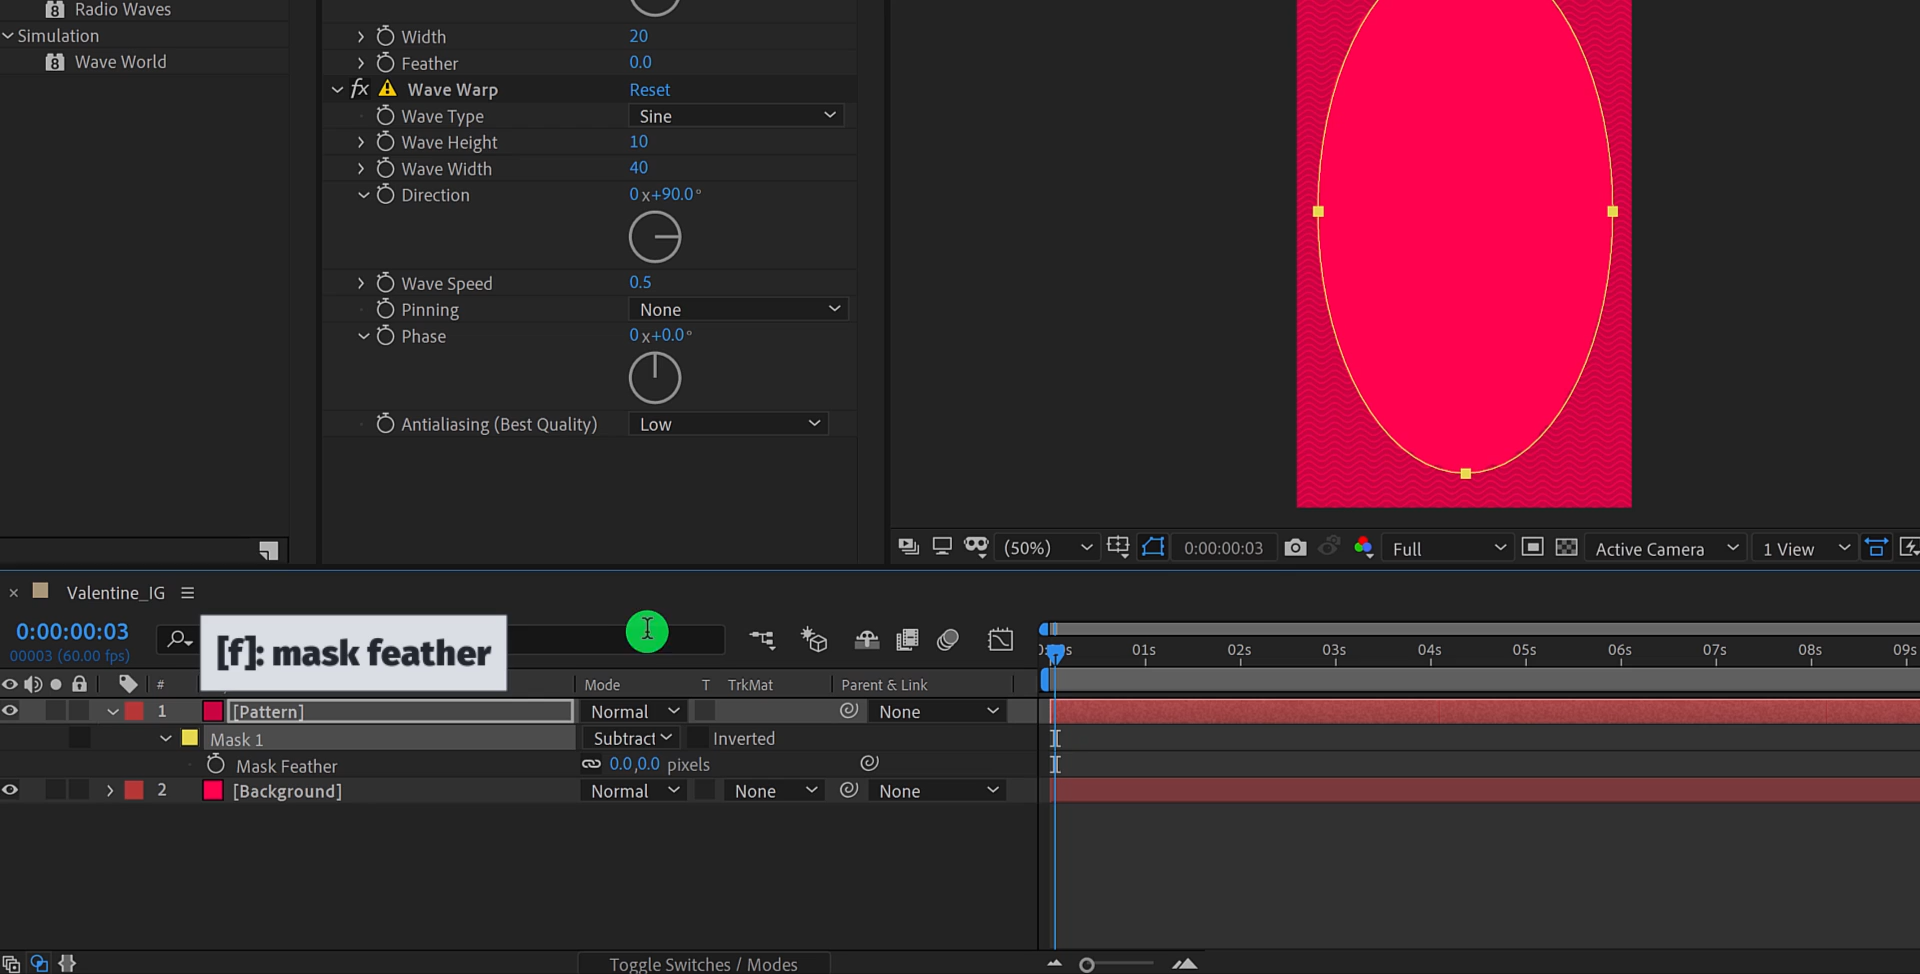 Radio Waves
Simulation
Wave World
Width 20
Feather 0.0
fx Wave Warp Reset
Wave Type Sine
Wave Height 10
Wave Width 40
Direction 0x+90.0°
Wave Speed 0.5
Pinning None
Phase 0x+0.0°
Antialiasing (Best Quality) Low
(50%) 0:00:00:03 Full Active Camera 1 View
Valentine_IG
0:00:00:03
00003 (60.00 fps)
[f]: mask feather
01s 02s 03s 04s 05s 06s 07s 08s 09s
# Mode T TrkMat Parent & Link
1 [Pattern] Normal None
Mask 1 Subtract Inverted
Mask Feather 0.0,0.0 pixels
2 [Background] Normal None None
Toggle Switches / Modes